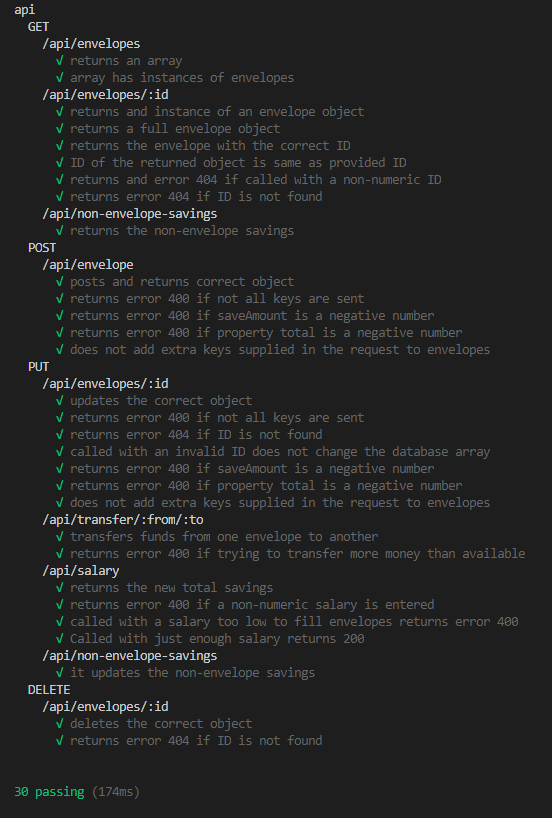 api
GET
/api/envelopes
√ returns an array
√ array has instances of envelopes
/api/envelopes/:id
√ returns and instance of an envelope object
√ returns a full envelope object
√ returns the envelope with the correct ID
√ ID of the returned object is same as provided ID
√ returns and error 404 if called with a non-numeric ID
√ returns error 404 if ID is not found
/api/non-envelope-savings
√ returns the non-envelope savings
POST
/api/envelope
√ posts and returns correct object
√ returns error 400 if not all keys are sent
√ returns error 400 if saveAmount is a negative number
√ returns error 400 if property total is a negative number
√ does not add extra keys supplied in the request to envelopes
PUT
/api/envelopes/:id
√ updates the correct object
√ returns error 400 if not all keys are sent
√ returns error 404 if ID is not found
√ called with an invalid ID does not change the database array
√ returns error 400 if saveAmount is a negative number
√ returns error 400 if property total is a negative number
√ does not add extra keys supplied in the request to envelopes
/api/transfer/:from/:to
√ transfers funds from one envelope to another
√ returns error 400 if trying to transfer more money than available
/api/salary
√ returns the new total savings
√ returns error 400 if a non-numeric salary is entered
√ called with a salary too low to fill envelopes returns error 400
√ Called with just enough salary returns 200
/api/non-envelope-savings
√ it updates the non-envelope savings
DELETE
/api/envelopes/:id
√ deletes the correct object
√ returns error 404 if ID is not found
30 passing (174ms)